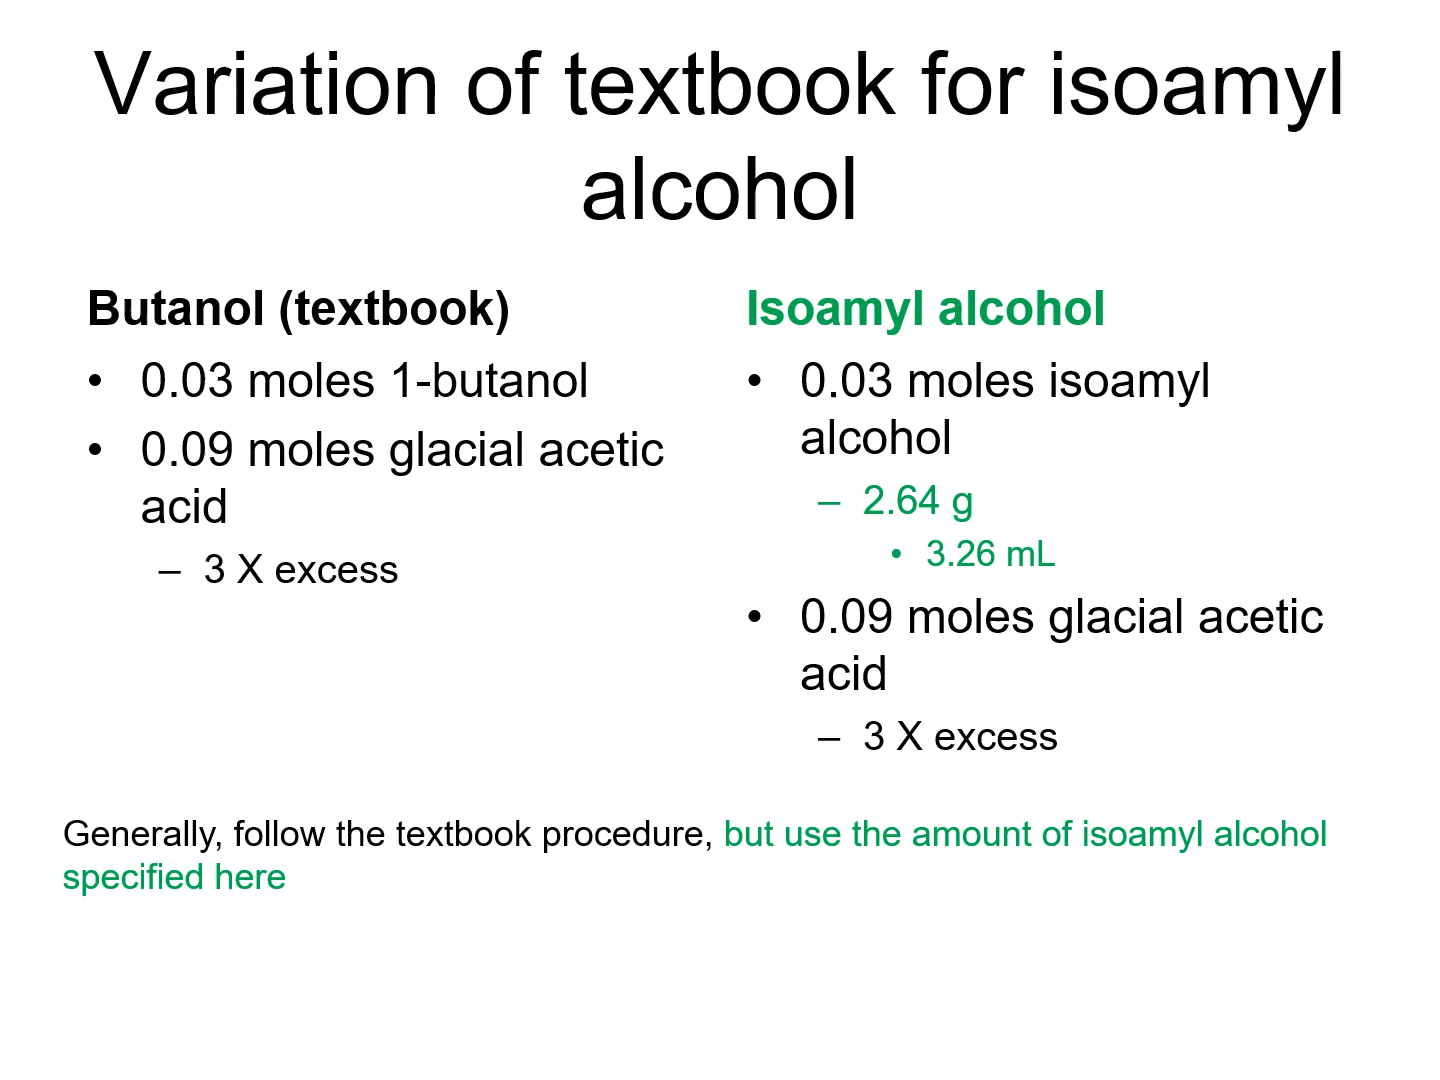 Variation of textbook for isoamyl
alcohol
Butanol (textbook)
• 0.03 moles 1-butanol
• 0.09 moles glacial acetic
acid
– 3 X excess
Isoamyl alcohol
• 0.03 moles isoamyl
alcohol
– 2.64 g
• 3.26 mL
• 0.09 moles glacial acetic
acid
– 3 X excess
Generally, follow the textbook procedure, but use the amount of isoamyl alcohol
specified here